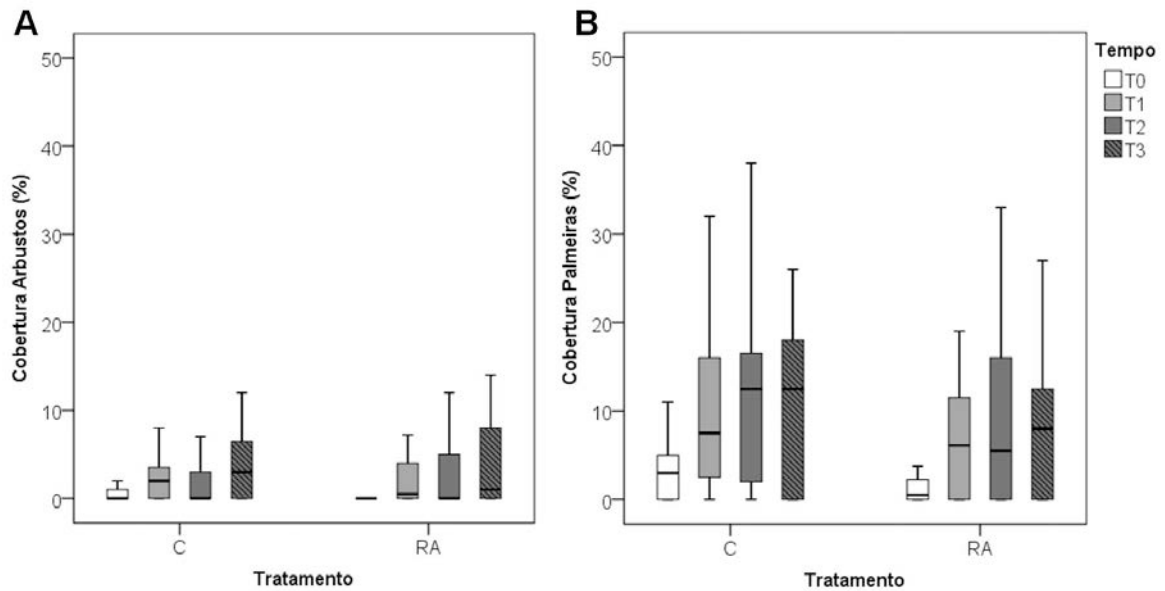 A
50
40
30
20
10
0
Cobertura Arbustos (%)
C
RA
Tratamento
B
50
40
30
20
10
0
Cobertura Palmeiras (%)
C
RA
Tratamento
Tempo
T0
T1
T2
T3